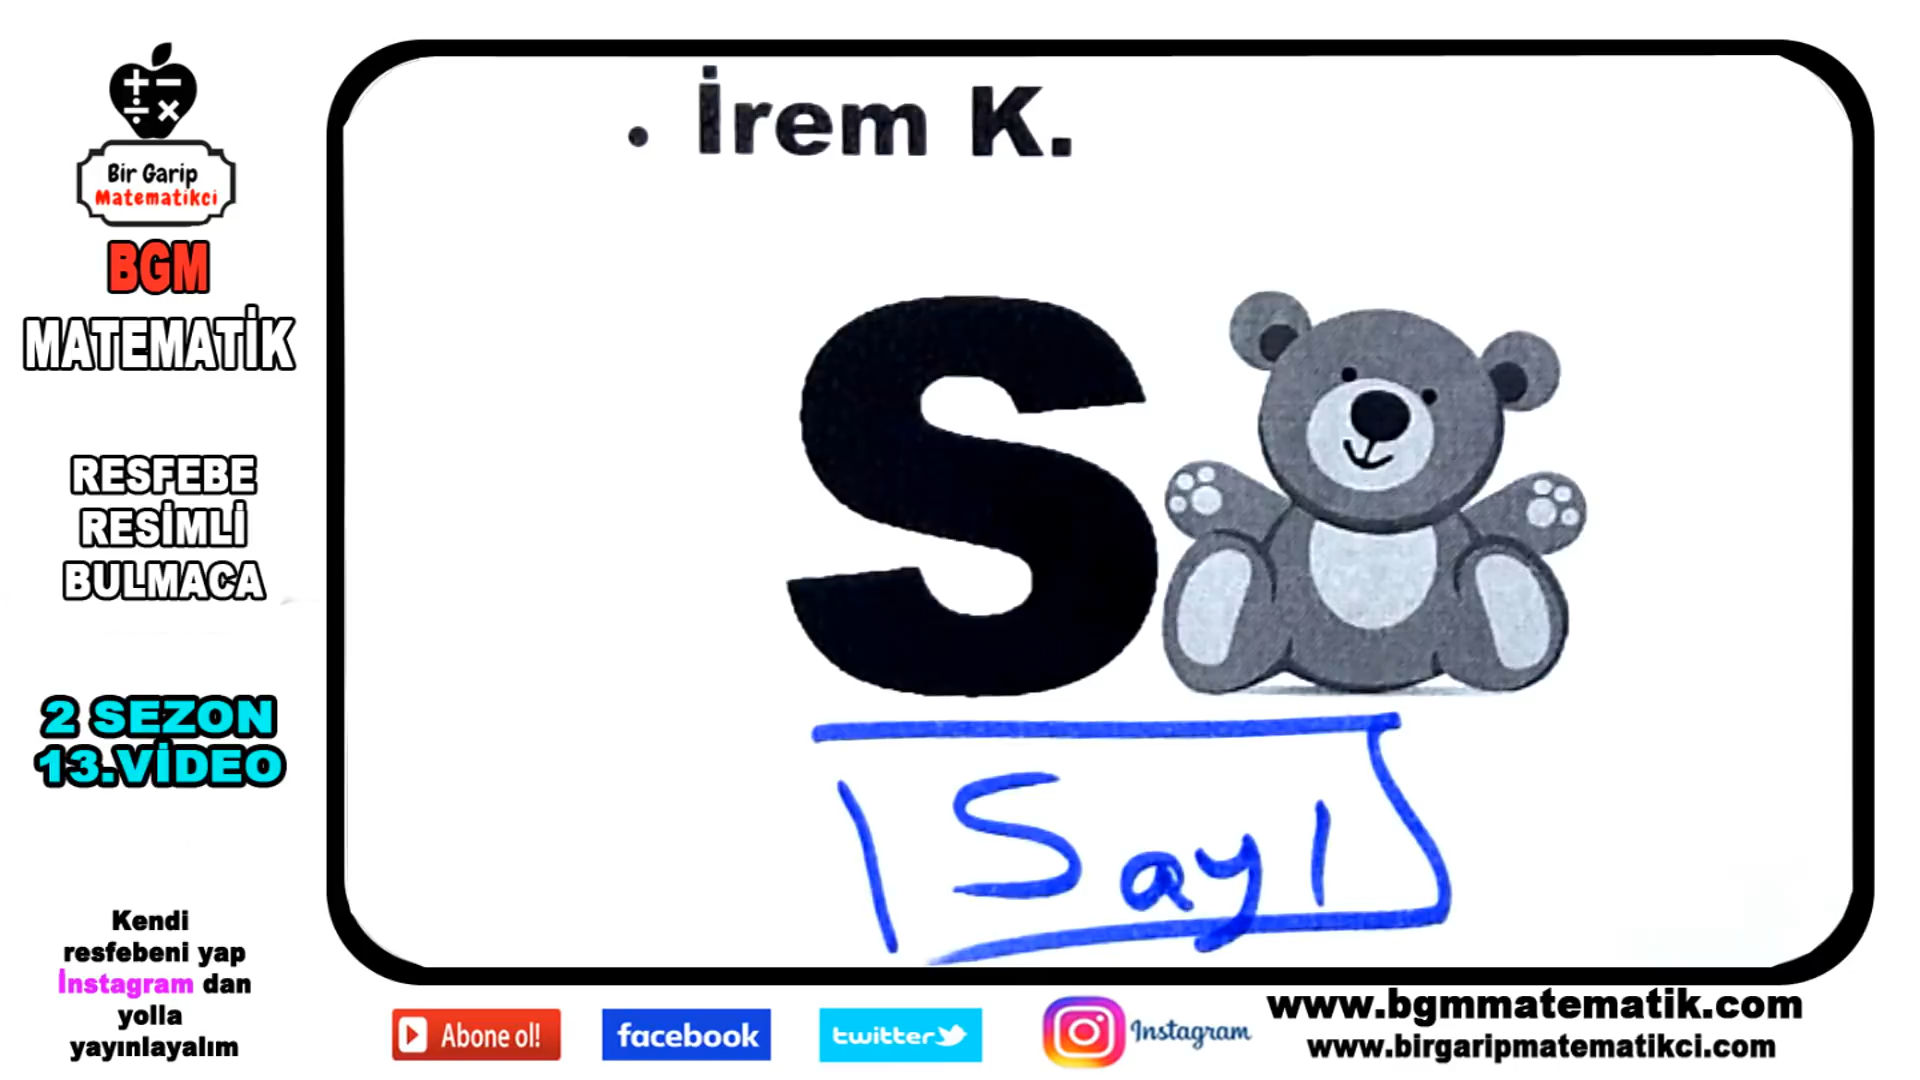 Bir Garip
Matematikci
BGM
MATEMATİK
RESFEBE
RESİMLİ
BULMACA
2 SEZON
13.VİDEO
Kendi
resfebeni yap
İnstagram dan
yolla
yayınlayalım
• İrem K.
S
Sayı
Abone ol!
facebook
twitter
Instagram
www.bgmmatematik.com
www.birgaripmatematikci.com